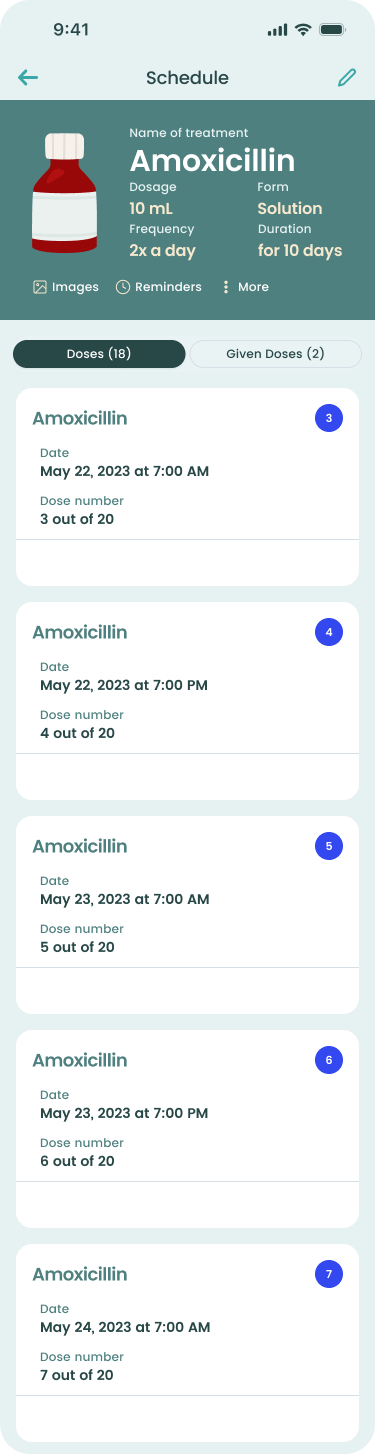 9:41
Schedule
Name of treatment
Amoxicillin
Dosage Form
10 mL Solution
Frequency Duration
2x a day for 10 days
Images Reminders More
Doses (18) Given Doses (2)
Amoxicillin 3
Date
May 22, 2023 at 7:00 AM
Dose number
3 out of 20
Amoxicillin 4
Date
May 22, 2023 at 7:00 PM
Dose number
4 out of 20
Amoxicillin 5
Date
May 23, 2023 at 7:00 AM
Dose number
5 out of 20
Amoxicillin 6
Date
May 23, 2023 at 7:00 PM
Dose number
6 out of 20
Amoxicillin 7
Date
May 24, 2023 at 7:00 AM
Dose number
7 out of 20